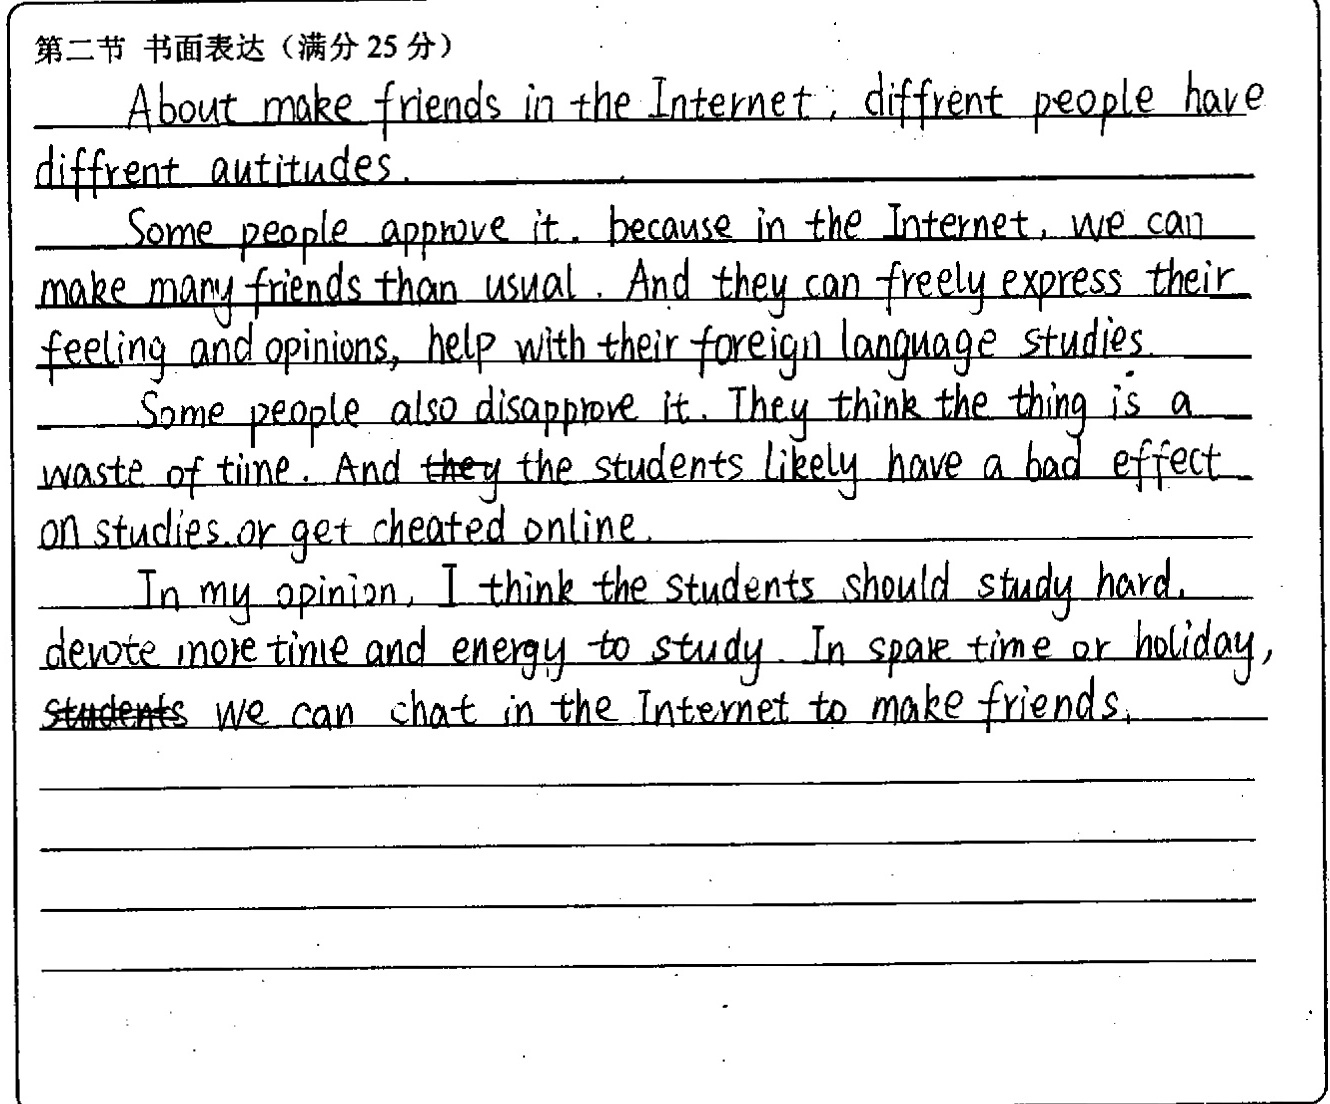 第二节 书面表达（满分 25 分）
About make friends in the Internet, diffrent people have
diffrent autitudes.
Some people approve it. because in the Internet, we can
make many friends than usual. And they can freely express their
feeling and opinions, help with their foreign language studies.
Some people also disapprove it. They think the thing is a
waste of time. And they the students likely have a bad effect
on studies or get cheated online.
In my opinion, I think the students should study hard,
devote more time and energy to study. In spare time or holiday,
students we can chat in the Internet to make friends.